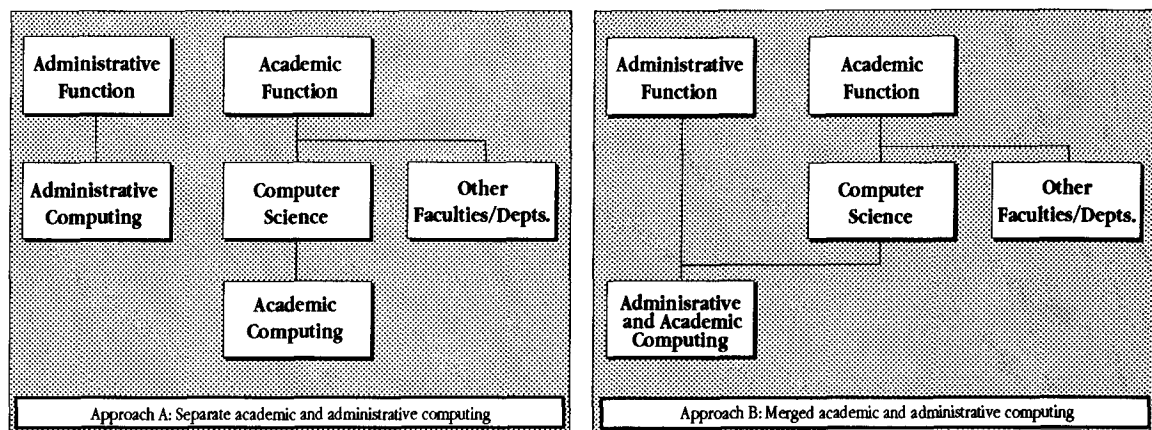 Administrative
Function
Academic
Function
Administrative
Computing
Computer
Science
Other
Faculties/Depts.
Academic
Computing
Approach A: Separate academic and administrative computing
Administrative
Function
Academic
Function
Computer
Science
Other
Faculties/Depts.
Adminisrative
and Academic
Computing
Approach B: Merged academic and administrative computing